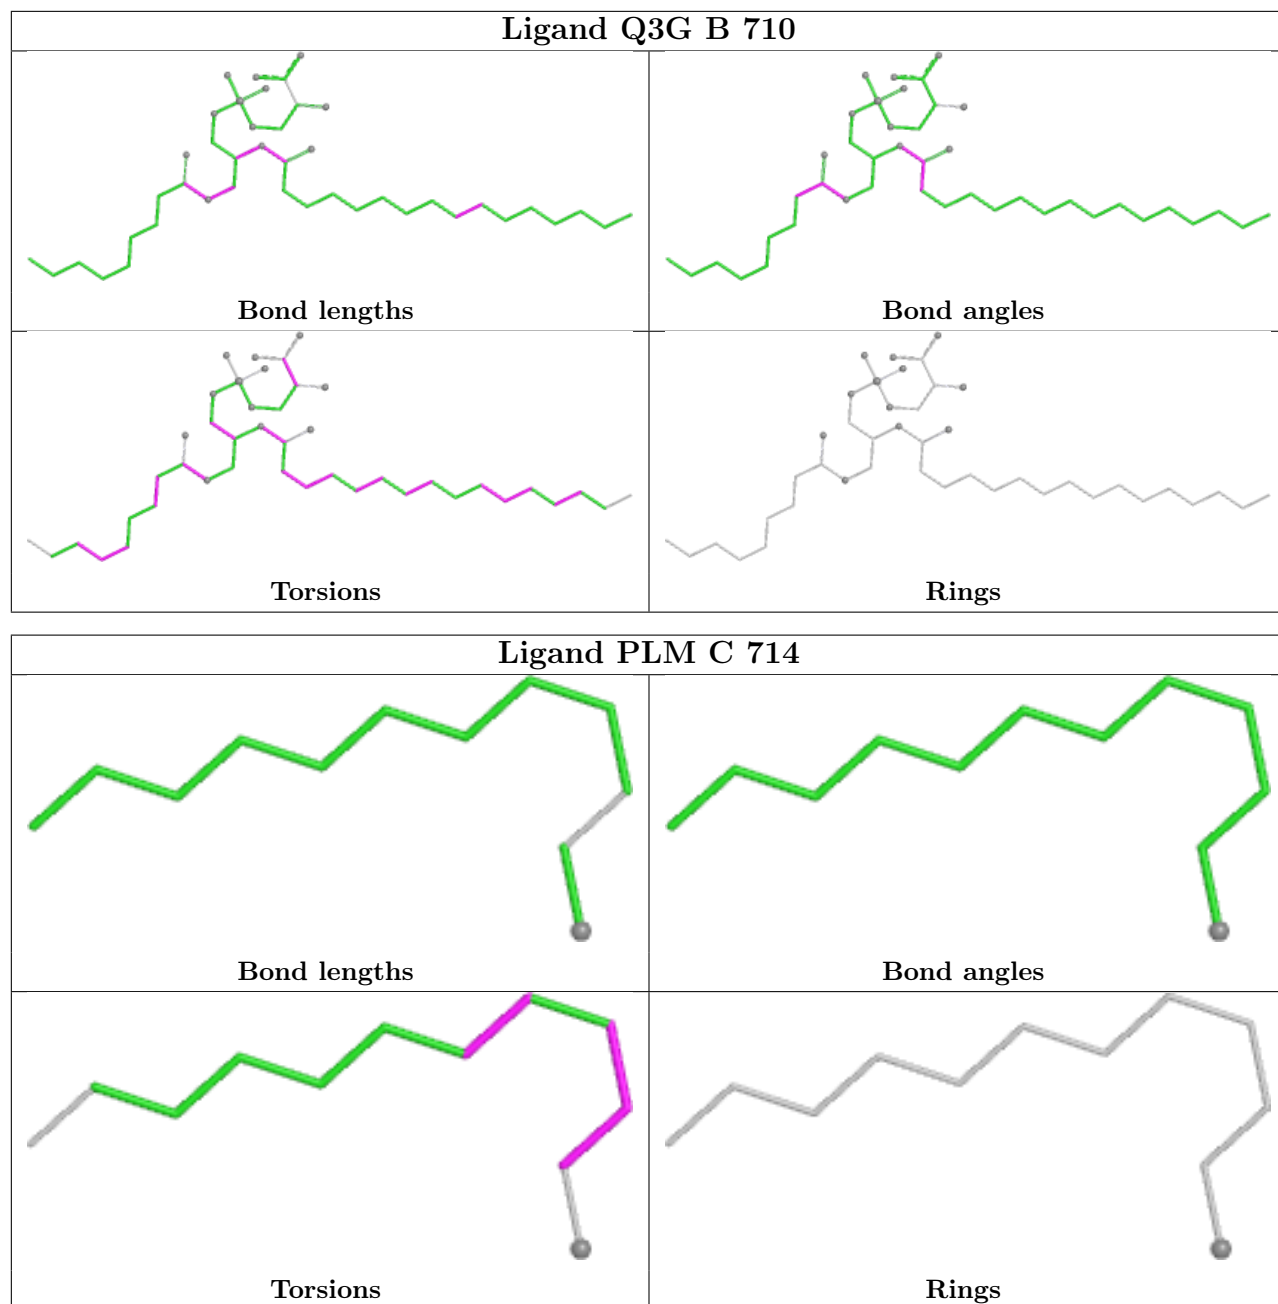 Ligand Q3G B 710
Bond lengths
Bond angles
Torsions
Rings
Ligand PLM C 714
Bond lengths
Bond angles
Torsions
Rings